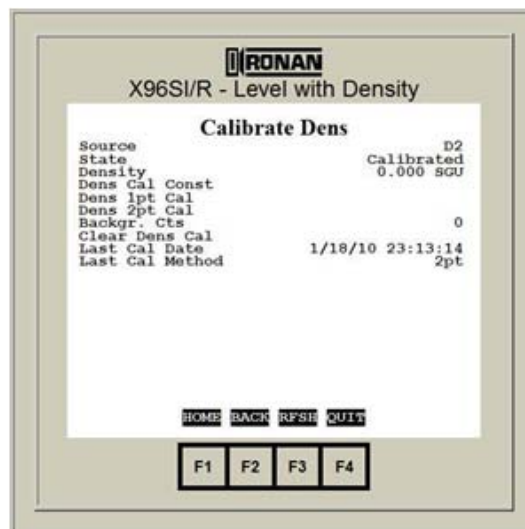 RONAN
X96SI/R - Level with Density
Calibrate Dens
Source D2
State Calibrated
Density 0.000 SGU
Dens Cal Const
Dens 1pt Cal
Dens 2pt Cal
Backgr. Cts 0
Clear Dens Cal
Last Cal Date 1/18/10 23:13:14
Last Cal Method 2pt
HOME BACK RFSH QUIT
F1 F2 F3 F4